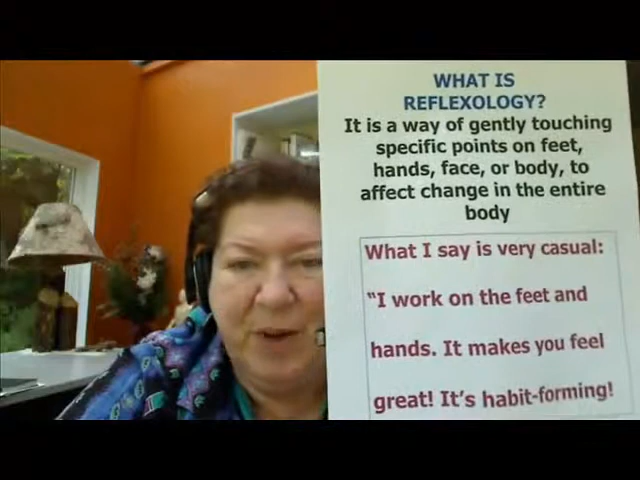 WHAT IS
REFLEXOLOGY?
It is a way of gently touching
specific points on feet,
hands, face, or body, to
affect change in the entire
body
What I say is very casual:
"I work on the feet and
hands. It makes you feel
great! It's habit-forming!